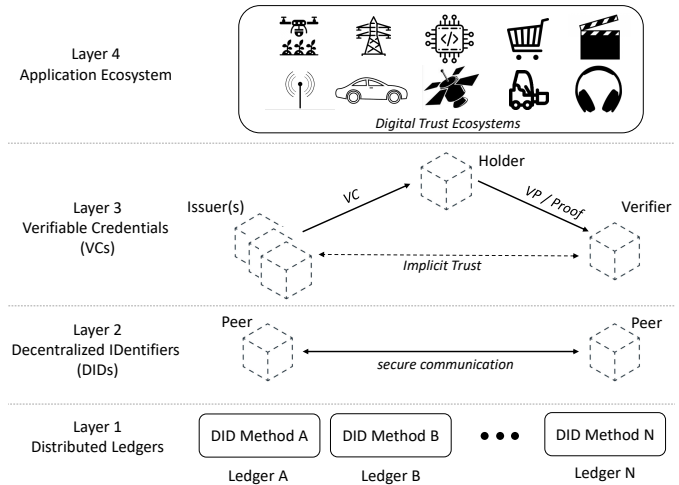 Layer 4
Application Ecosystem
Digital Trust Ecosystems
Layer 3
Verifiable Credentials
(VCs)
Issuer(s)
VC
Holder
VP / Proof
Verifier
Implicit Trust
Layer 2
Decentralized IDentifiers
(DIDs)
Peer
secure communication
Peer
Layer 1
Distributed Ledgers
DID Method A
DID Method B
DID Method N
Ledger A
Ledger B
Ledger N